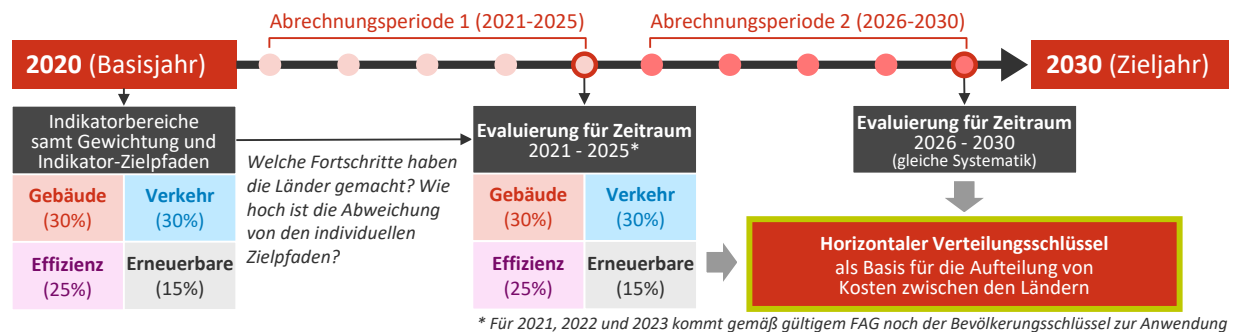 Abrechnungsperiode 1 (2021-2025)
Abrechnungsperiode 2 (2026-2030)
2020 (Basisjahr)
2030 (Zieljahr)
Indikatorbereiche
samt Gewichtung und
Indikator-Zielpfaden
Gebäude
(30%)
Verkehr
(30%)
Effizienz
(25%)
Erneuerbare
(15%)
Welche Fortschritte haben
die Länder gemacht? Wie
hoch ist die Abweichung
von den individuellen
Zielpfaden?
Evaluierung für Zeitraum
2021 - 2025*
Gebäude
(30%)
Verkehr
(30%)
Effizienz
(25%)
Erneuerbare
(15%)
Evaluierung für Zeitraum
2026 - 2030
(gleiche Systematik)
Horizontaler Verteilungsschlüssel
als Basis für die Aufteilung von
Kosten zwischen den Ländern
* Für 2021, 2022 und 2023 kommt gemäß gültigem FAG noch der Bevölkerungsschlüssel zur Anwendung